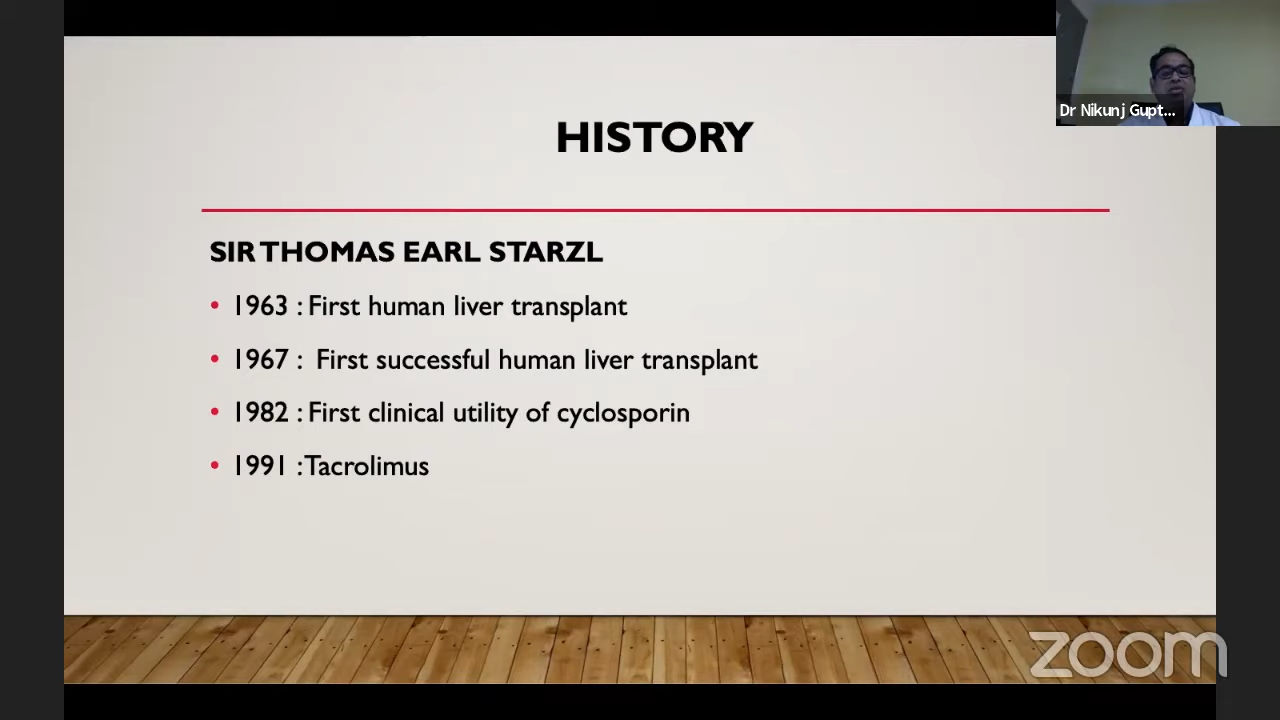 Dr Nikunj Gupt...
HISTORY
SIR THOMAS EARL STARZL
• 1963 : First human liver transplant
• 1967 :  First successful human liver transplant
• 1982 : First clinical utility of cyclosporin
• 1991 : Tacrolimus
zoom